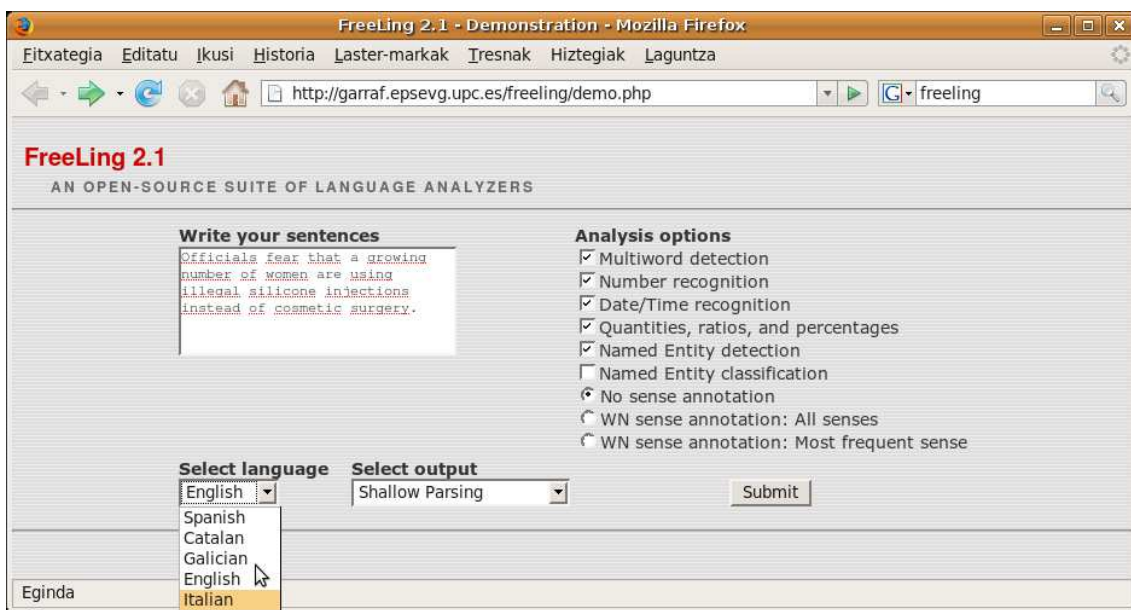 FreeLing 2.1 - Demonstration - Mozilla Firefox
Fitxategia Editatu Ikusi Historia Laster-markak Tresnak Hiztegiak Laguntza
http://garraf.epsevg.upc.es/freeling/demo.php G freeling
FreeLing 2.1
AN OPEN-SOURCE SUITE OF LANGUAGE ANALYZERS
Write your sentences
Officials fear that a growing
number of women are using
illegal silicone injections
instead of cosmetic surgery.
Analysis options
Multiword detection
Number recognition
Date/Time recognition
Quantities, ratios, and percentages
Named Entity detection
Named Entity classification
No sense annotation
WN sense annotation: All senses
WN sense annotation: Most frequent sense
Select language Select output
English Shallow Parsing Submit
Spanish
Catalan
Galician
English
Italian
Eginda